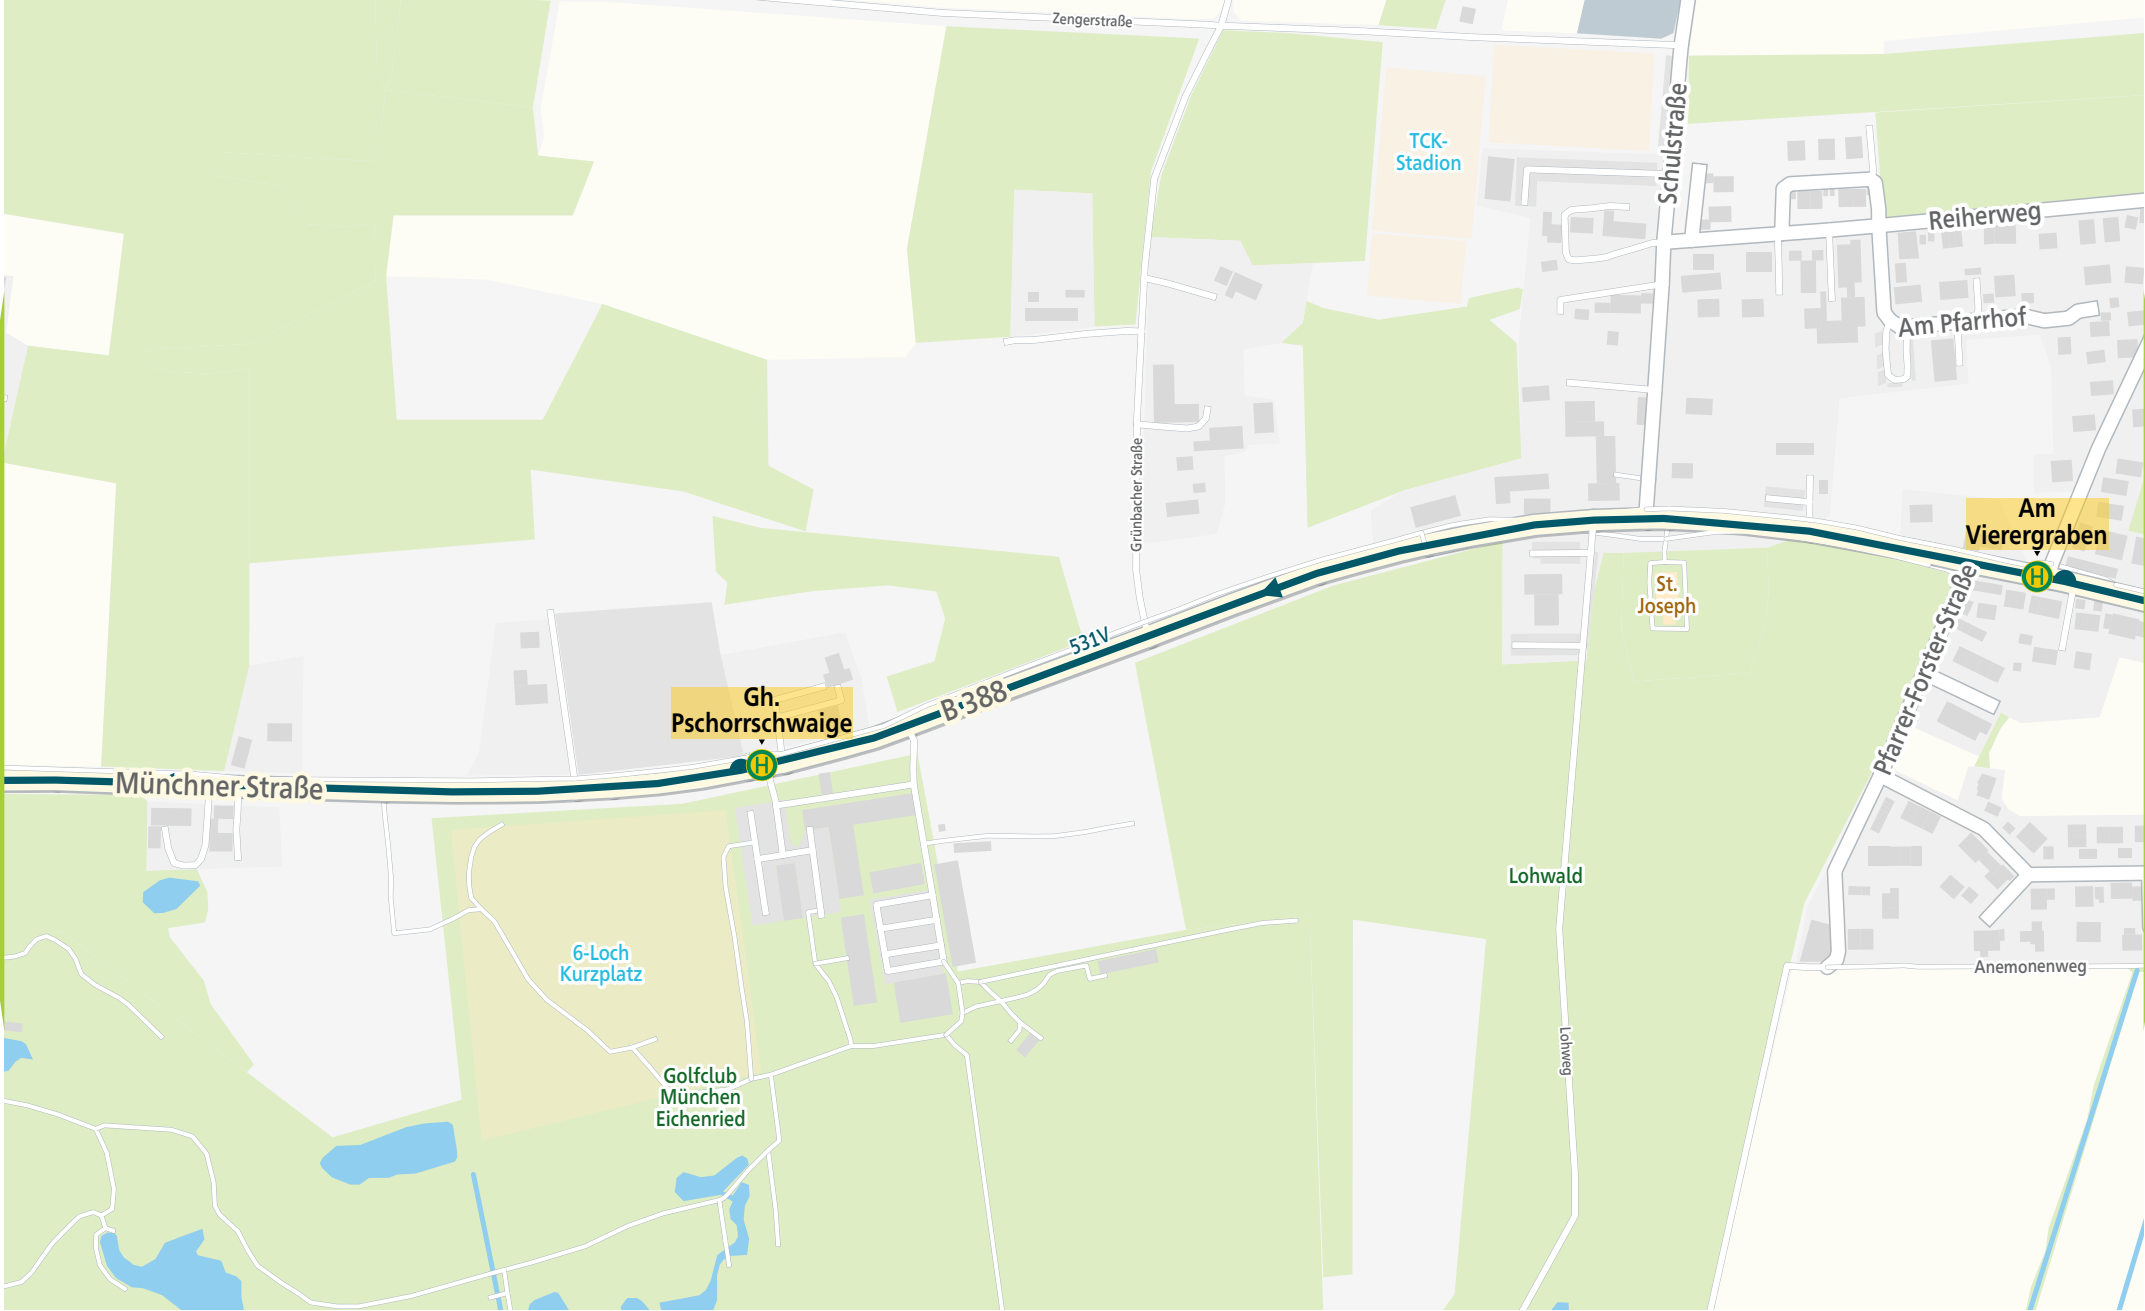 Zengerstraße
TCK-
Stadion
Schulstraße
Reiherweg
Am Pfarrhof
Grünbacher Straße
Am
Vierergraben
H
St.
Joseph
531V
B 388
Gh.
Pschorrschwaige
H
Münchner Straße
Pfarrer-Forster-Straße
Lohwald
6-Loch
Kurzplatz
Anemonenweg
Lohweg
Golfclub
München
Eichenried